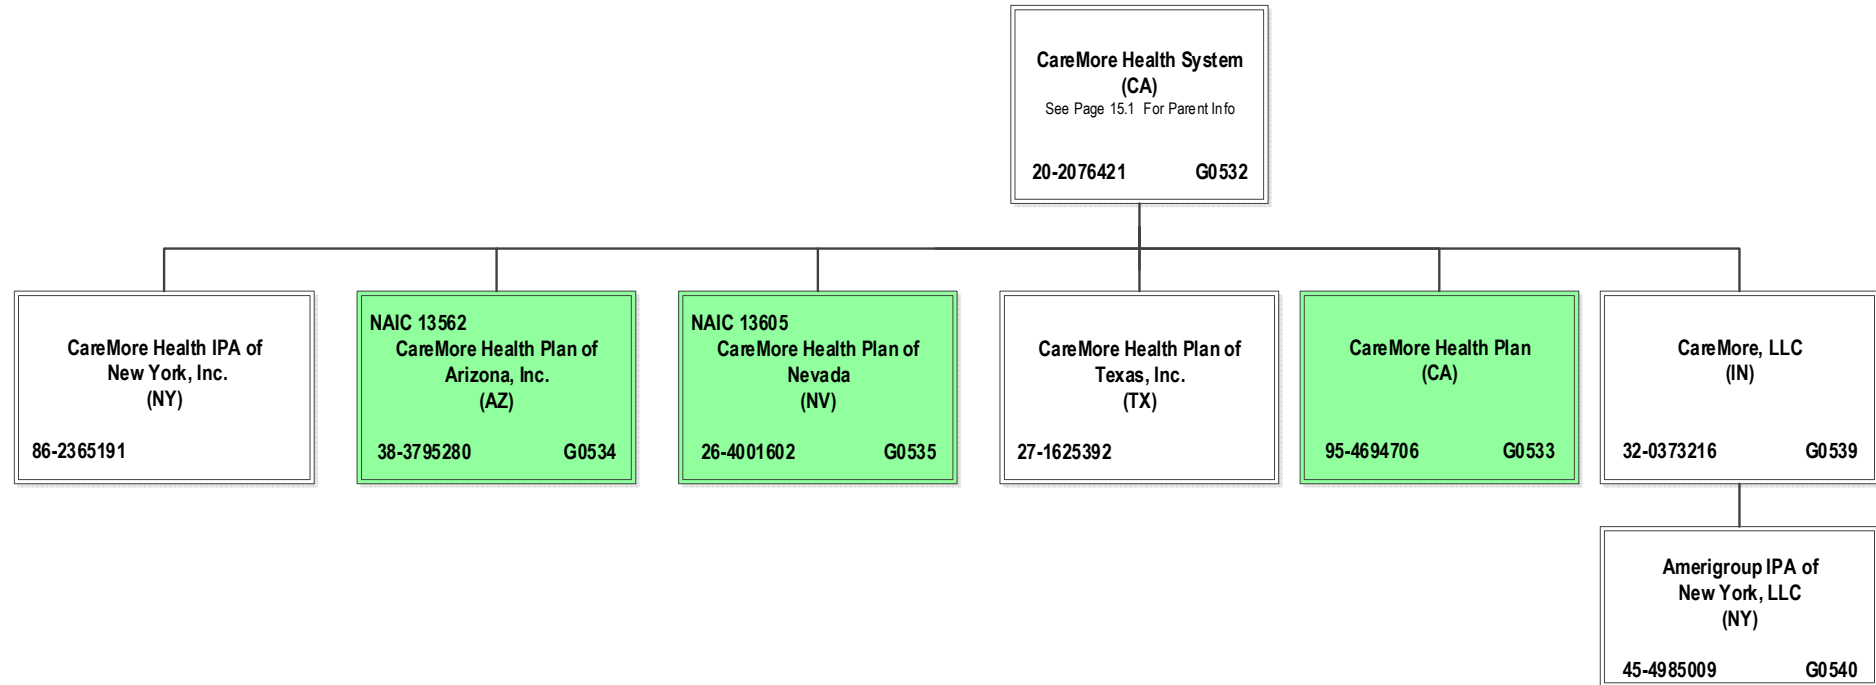 CareMore Health System
(CA)
See Page 15.1 For Parent Info
20-2076421 G0532
CareMore Health IPA of
New York, Inc.
(NY)
86-2365191
NAIC 13562
CareMore Health Plan of
Arizona, Inc.
(AZ)
38-3795280 G0534
NAIC 13605
CareMore Health Plan of
Nevada
(NV)
26-4001602 G0535
CareMore Health Plan of
Texas, Inc.
(TX)
27-1625392
CareMore Health Plan
(CA)
95-4694706 G0533
CareMore, LLC
(IN)
32-0373216 G0539
Amerigroup IPA of
New York, LLC
(NY)
45-4985009 G0540